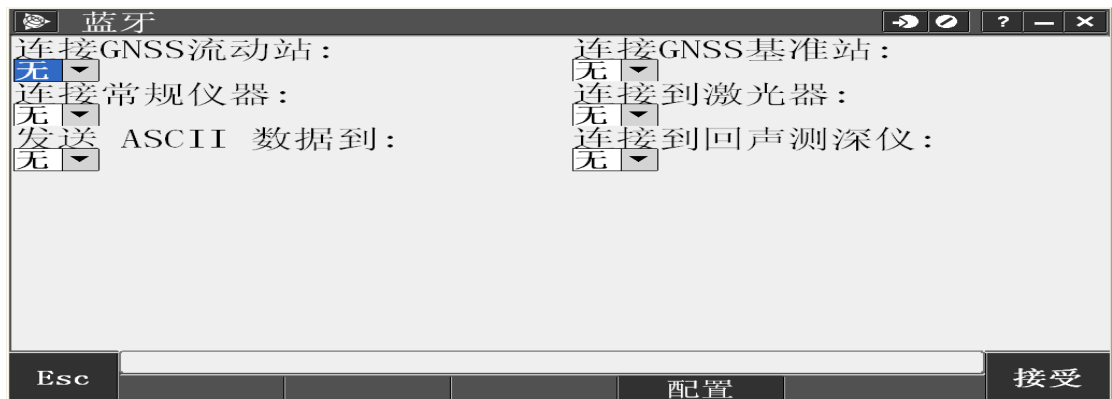 蓝牙
连接GNSS流动站： 连接GNSS基准站：
无 无
连接常规仪器： 连接到激光器：
无 无
发送 ASCII 数据到： 连接到回声测深仪：
无 无
Esc 配置 接受